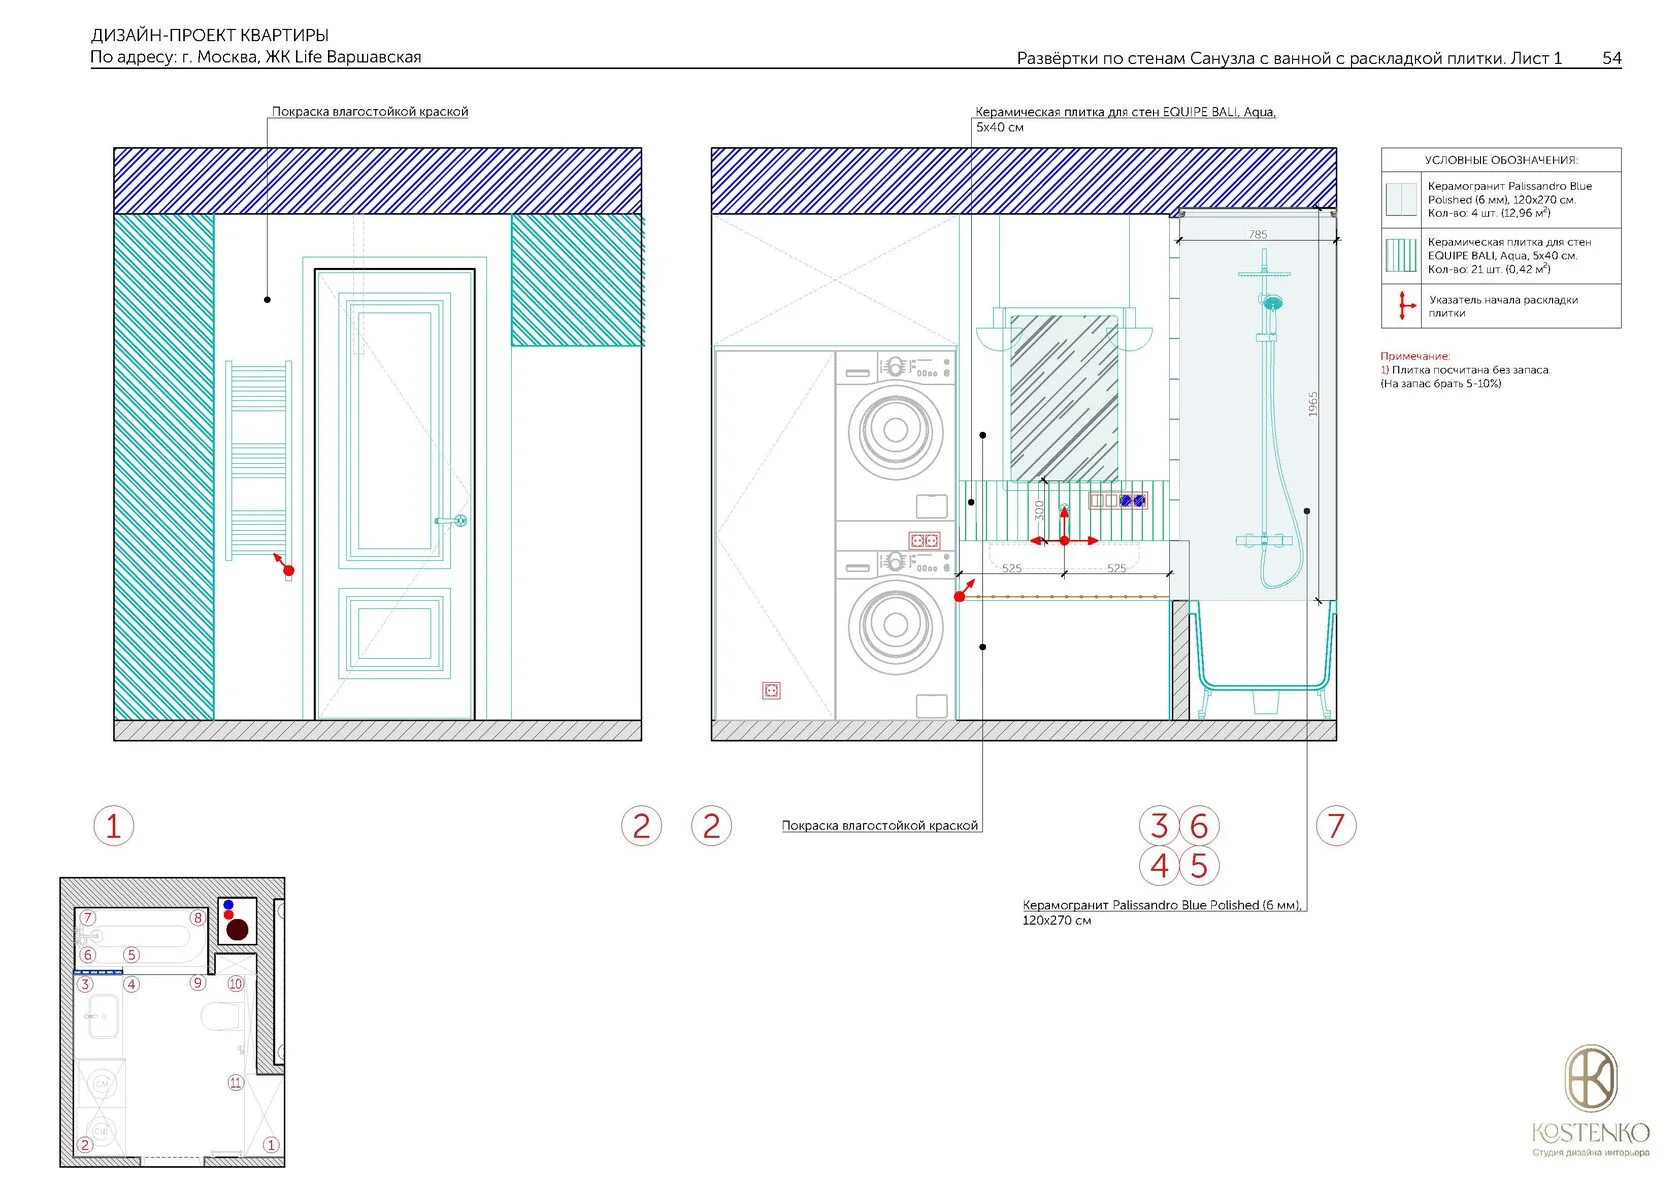 ДИЗАЙН-ПРОЕКТ КВАРТИРЫ
По адресу: г. Москва, ЖК Life Варшавская
Развёртки по стенам Санузла с ванной с раскладкой плитки. Лист 1
54
Покраска влагостойкой краской
Керамическая плитка для стен EQUIPE BALI, Aqua,
5x40 см
УСЛОВНЫЕ ОБОЗНАЧЕНИЯ:
Керамогранит Palissandro Blue
Polished (6 мм), 120x270 см.
Кол-во: 4 шт. (12,96 м²)
Керамическая плитка для стен
EQUIPE BALI, Aqua, 5x40 см.
Кол-во: 21 шт. (0,42 м²)
Указатель начала раскладки
плитки
Примечание:
1) Плитка посчитана без запаса.
(На запас брать 5-10%)
785
1965
300
525
525
Покраска влагостойкой краской
1
2
2
3
6
7
4
5
Керамогранит Palissandro Blue Polished (6 мм),
120x270 см
7
8
6
5
3
4
9
10
11
2
1
СМ
СШ
KOSTENKO
Студия дизайна интерьера